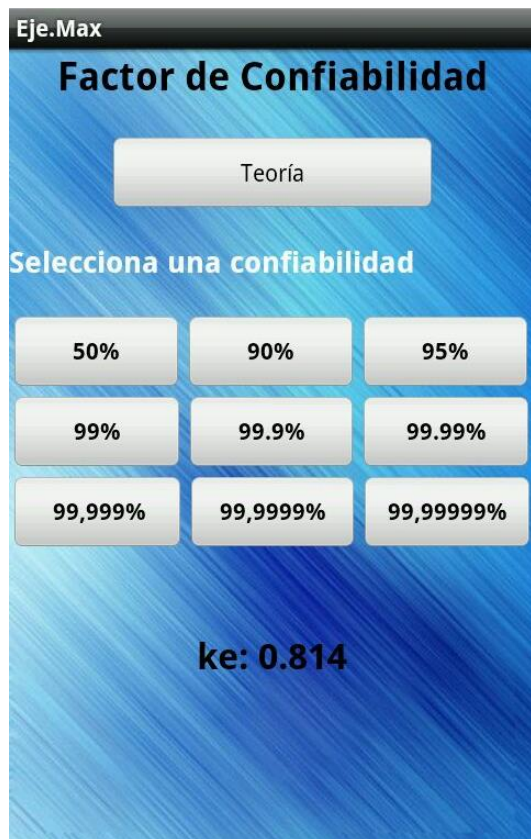 Eje.Max
Factor de Confiabilidad
Teoría
Selecciona una confiabilidad
50% 90% 95%
99% 99.9% 99.99%
99,999% 99,9999% 99,99999%
ke: 0.814